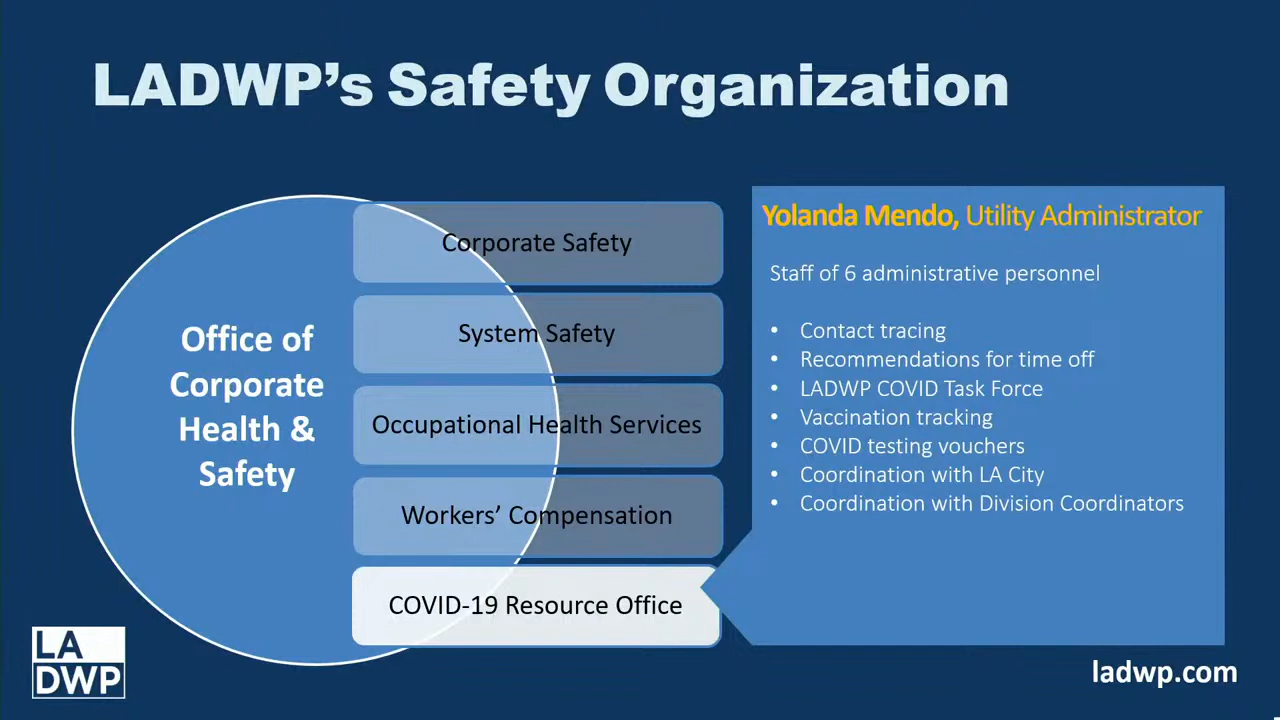 LADWP’s Safety Organization
Office of
Corporate
Health &
Safety
Corporate Safety
System Safety
Occupational Health Services
Workers’ Compensation
COVID-19 Resource Office
Yolanda Mendo, Utility Administrator
Staff of 6 administrative personnel
• Contact tracing
• Recommendations for time off
• LADWP COVID Task Force
• Vaccination tracking
• COVID testing vouchers
• Coordination with LA City
• Coordination with Division Coordinators
LA
DWP
ladwp.com